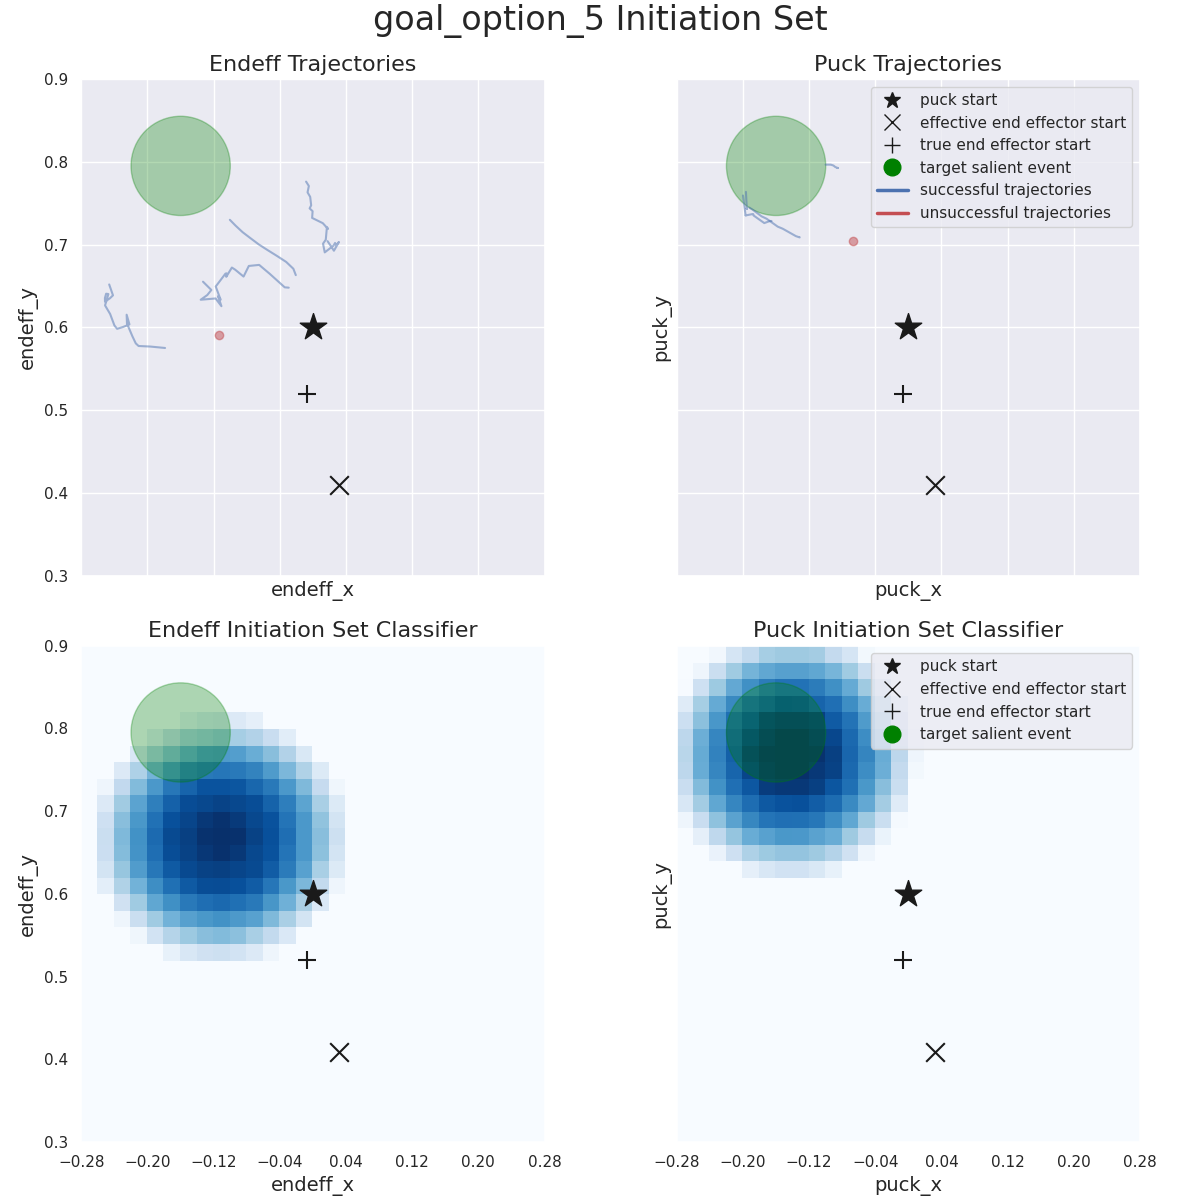 goal_option_5 Initiation Set
Endeff Trajectories
Puck Trajectories
0.9
0.8
0.7
0.6
0.5
0.4
0.3
endeff_y
endeff_x
puck start
effective end effector start
true end effector start
target salient event
successful trajectories
unsuccessful trajectories
puck_y
puck_x
Endeff Initiation Set Classifier
Puck Initiation Set Classifier
0.9
0.8
0.7
0.6
0.5
0.4
0.3
endeff_y
−0.28 −0.20 −0.12 −0.04 0.04 0.12 0.20 0.28
endeff_x
puck start
effective end effector start
true end effector start
target salient event
puck_y
−0.28 −0.20 −0.12 −0.04 0.04 0.12 0.20 0.28
puck_x